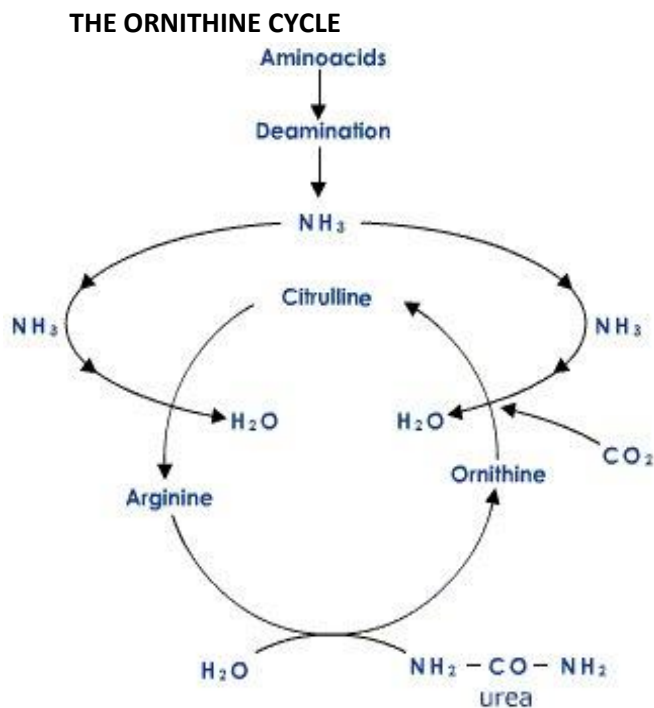 THE ORNITHINE CYCLE
Aminoacids
Deamination
NH₃
Citrulline
NH₃
NH₃
H₂O
H₂O
CO₂
Ornithine
Arginine
H₂O
NH₂ – CO – NH₂
urea